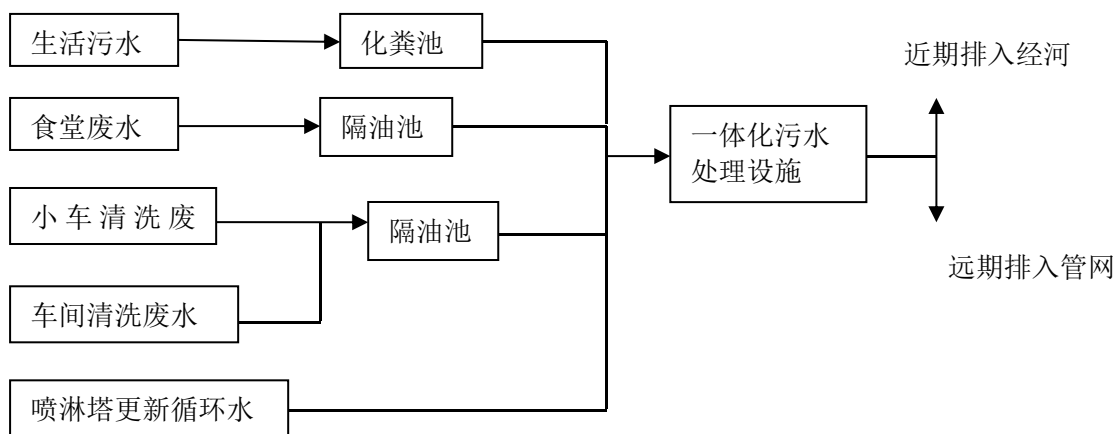 生活污水
化粪池
近期排入经河
食堂废水
隔油池
一体化污水
处理设施
小车清洗废
隔油池
远期排入管网
车间清洗废水
喷淋塔更新循环水